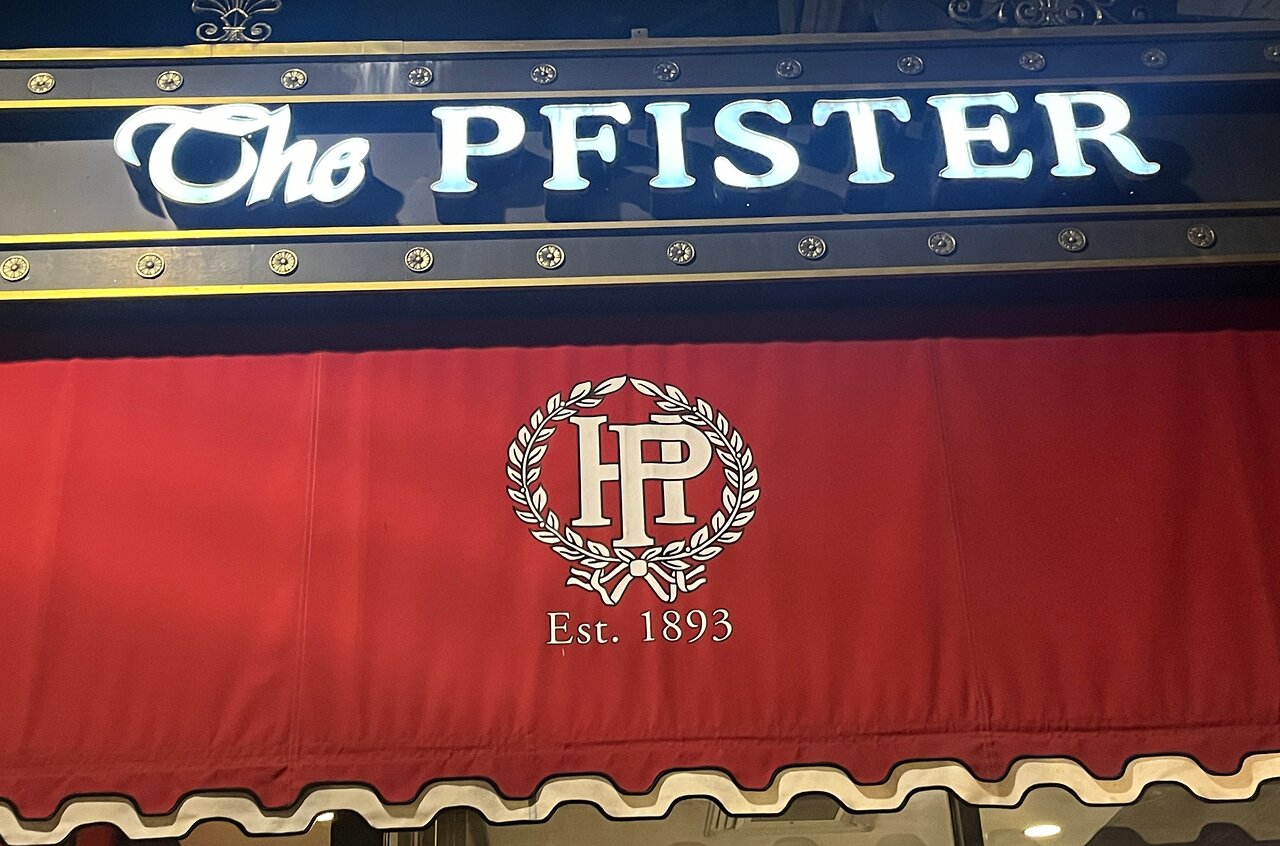 The PFISTER
HP
Est. 1893